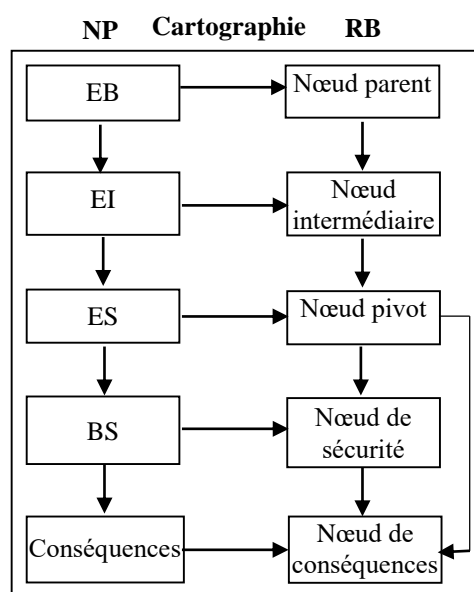 NP Cartographie RB
EB
Nœud parent
EI
Nœud
intermédiaire
ES
Nœud pivot
BS
Nœud de
sécurité
Conséquences
Nœud de
conséquences